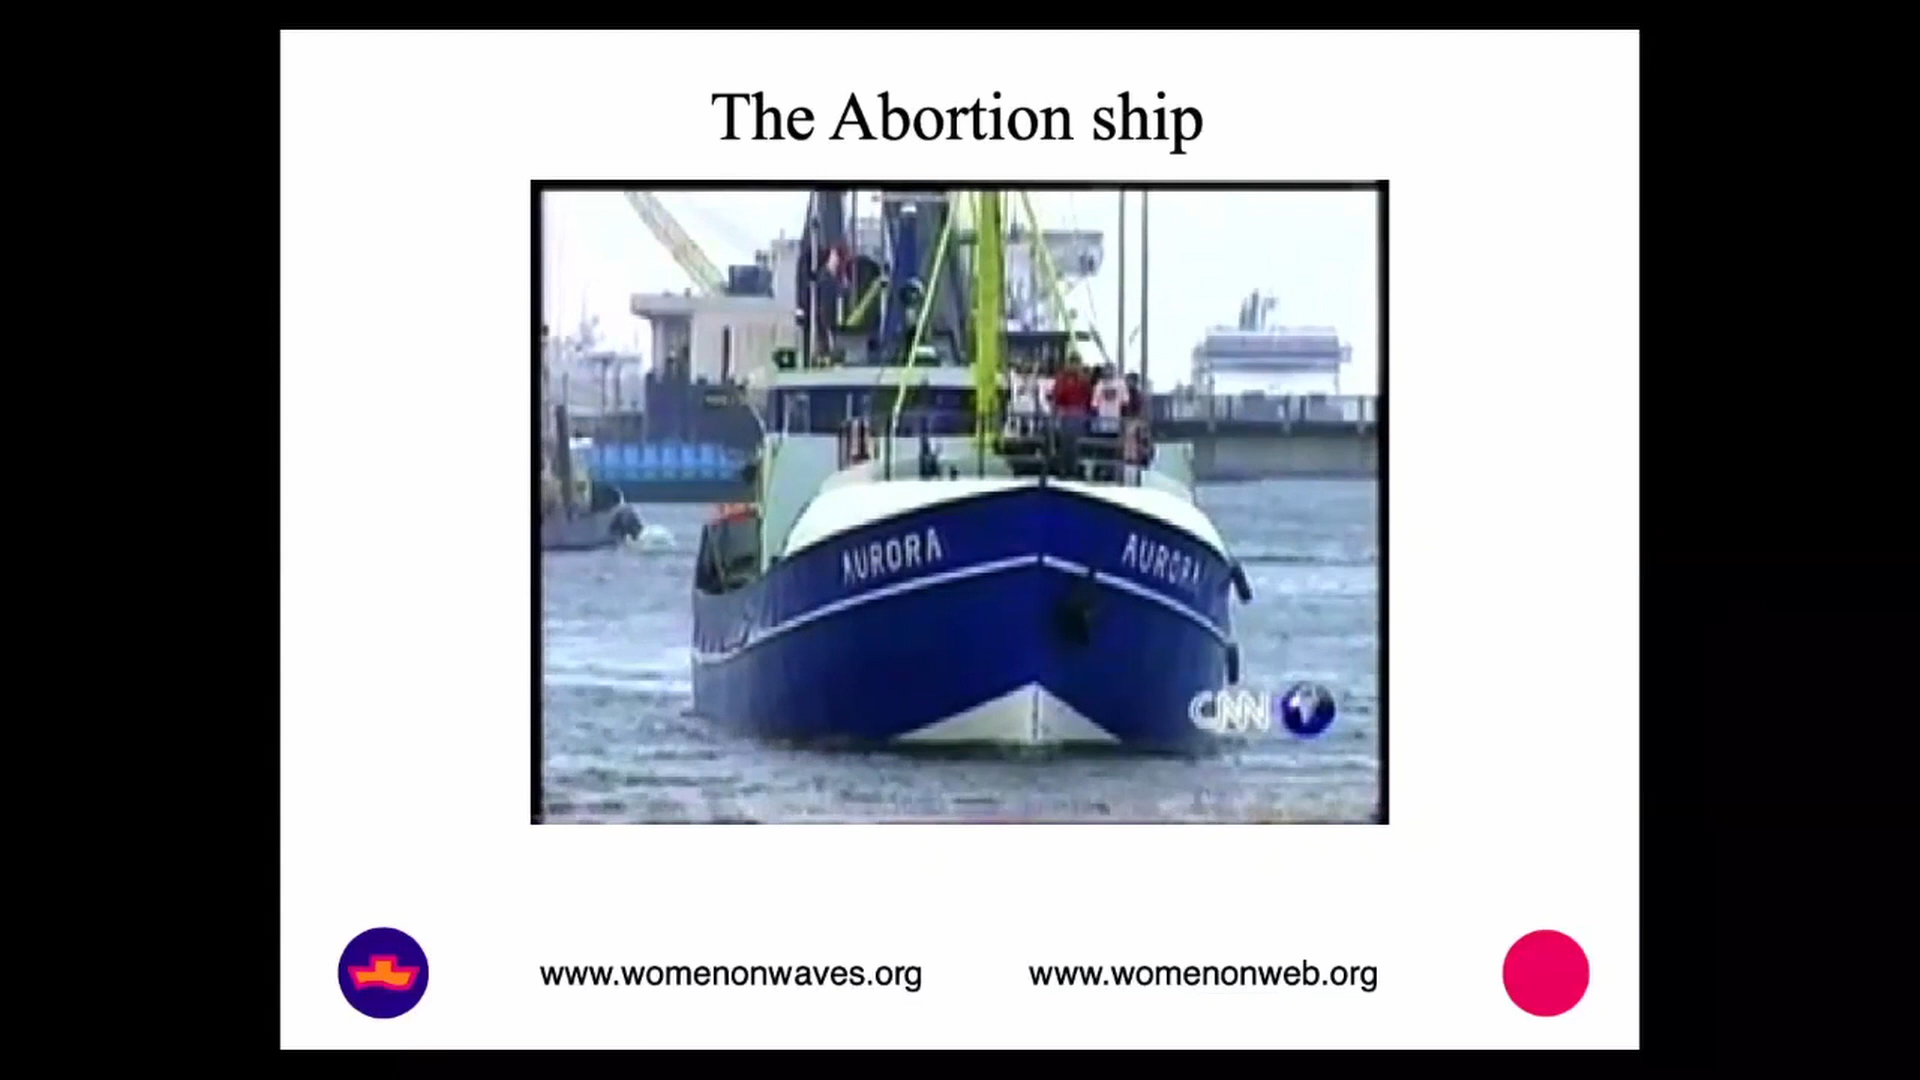 The Abortion ship
AURORA
AURORA
CNN
www.womenonwaves.org
www.womenonweb.org